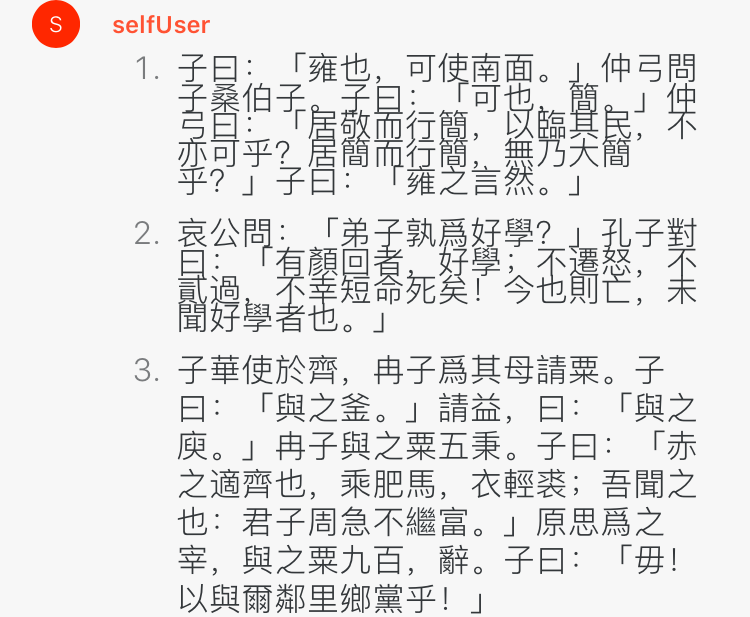 S
selfUser
1. 子曰：「雍也，可使南面。」仲弓問
子桑伯子。子曰：「可也，簡。」仲
弓曰：「居敬而行簡，以臨其民，不
亦可乎？居簡而行簡，無乃大簡
乎？」子曰：「雍之言然。」
2. 哀公問：「弟子孰爲好學？」孔子對
曰：「有顏回者，好學；不遷怒，不
貳過，不幸短命死矣！今也則亡，未
聞好學者也。」
3. 子華使於齊，冉子爲其母請粟。子
曰：「與之釜。」請益，曰：「與之
庾。」冉子與之粟五秉。子曰：「赤
之適齊也，乘肥馬，衣輕裘；吾聞之
也：君子周急不繼富。」原思爲之
宰，與之粟九百，辭。子曰：「毋！
以與爾鄰里鄉黨乎！」